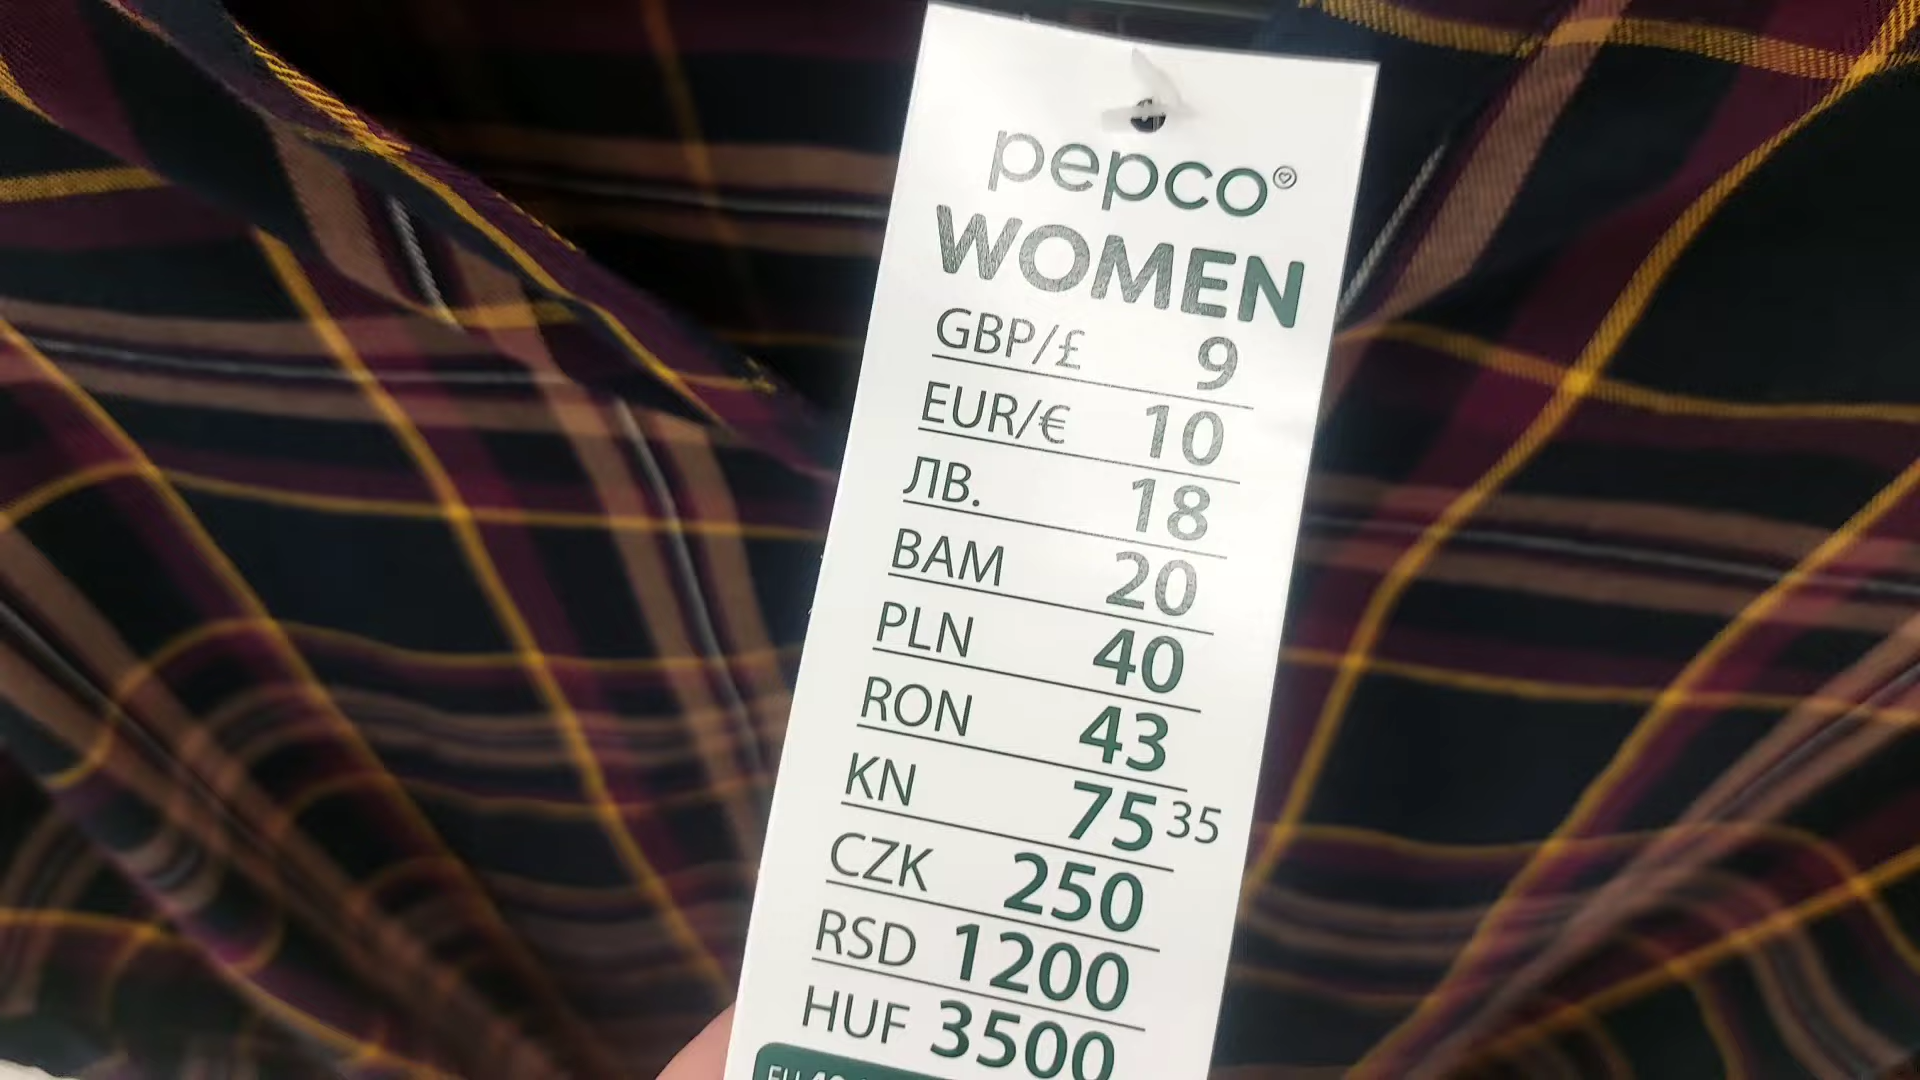 pepco
WOMEN
GBP/£ 9
EUR/€ 10
ЛВ. 18
BAM 20
PLN 40
RON 43
KN 75 35
CZK 250
RSD 1200
HUF 3500